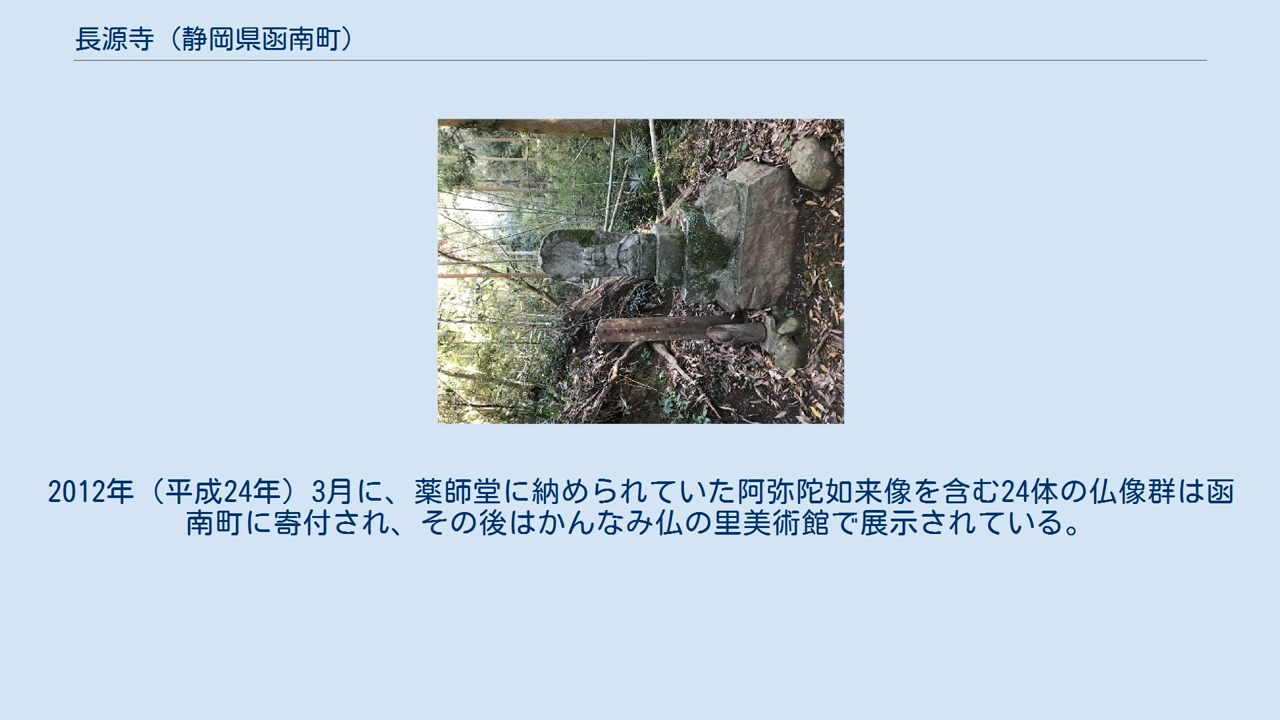 長源寺（静岡県函南町）
2012年（平成24年）3月に、薬師堂に納められていた阿弥陀如来像を含む24体の仏像群は函
南町に寄付され、その後はかんなみ仏の里美術館で展示されている。